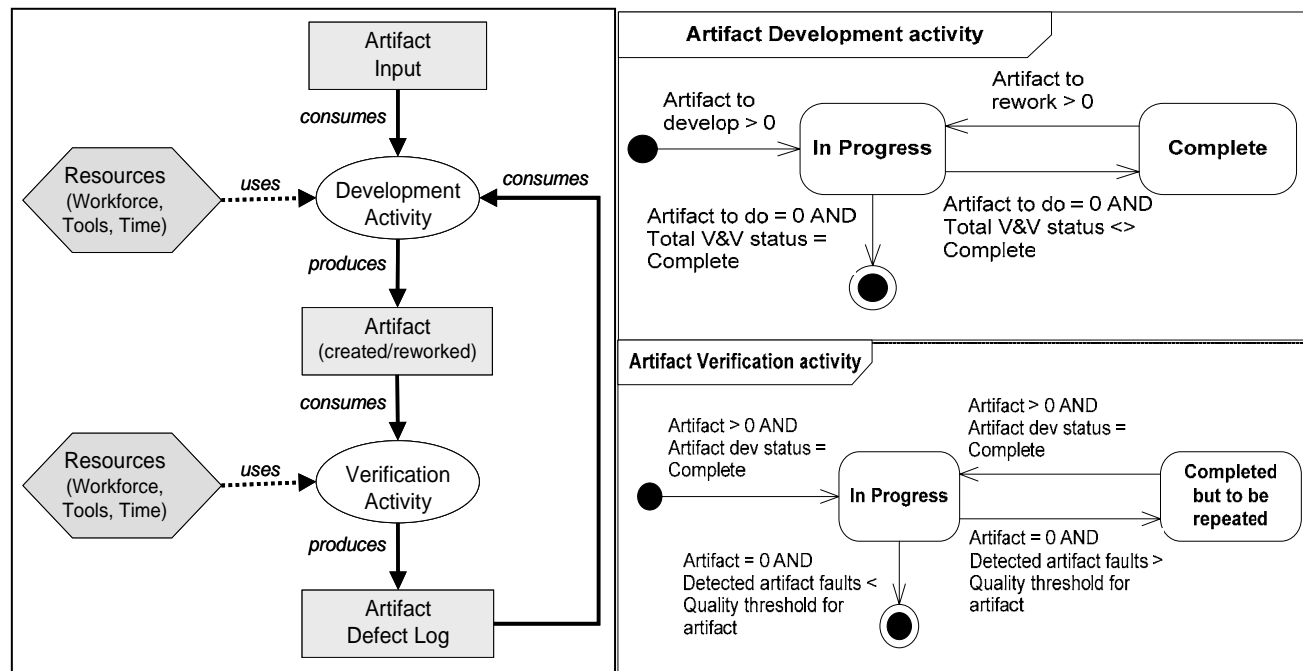 Artifact
Input
consumes
Resources
(Workforce,
Tools, Time)
uses
Development
Activity
consumes
produces
Artifact
(created/reworked)
consumes
Resources
(Workforce,
Tools, Time)
uses
Verification
Activity
produces
Artifact
Defect Log
Artifact Development activity
Artifact to
develop > 0
Artifact to
rework > 0
In Progress
Complete
Artifact to do = 0 AND
Total V&V status =
Complete
Artifact to do = 0 AND
Total V&V status <>
Complete
Artifact Verification activity
Artifact > 0 AND
Artifact dev status =
Complete
Artifact > 0 AND
Artifact dev status =
Complete
In Progress
Completed
but to be
repeated
Artifact = 0 AND
Detected artifact faults <
Quality threshold for
artifact
Artifact = 0 AND
Detected artifact faults >
Quality threshold for
artifact